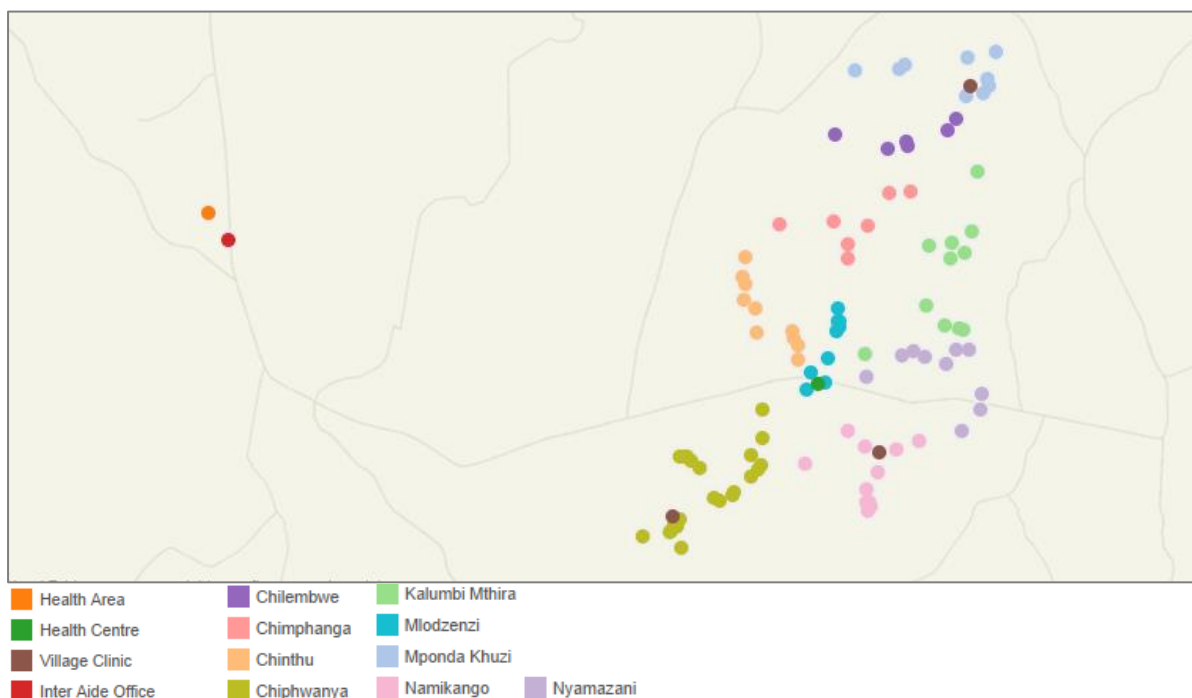 Health Area
Health Centre
Village Clinic
Inter Aide Office
Chilembwe
Chimphanga
Chinthu
Chiphwanya
Kalumbi Mthira
Mlodzenzi
Mponda Khuzi
Namikango
Nyamazani